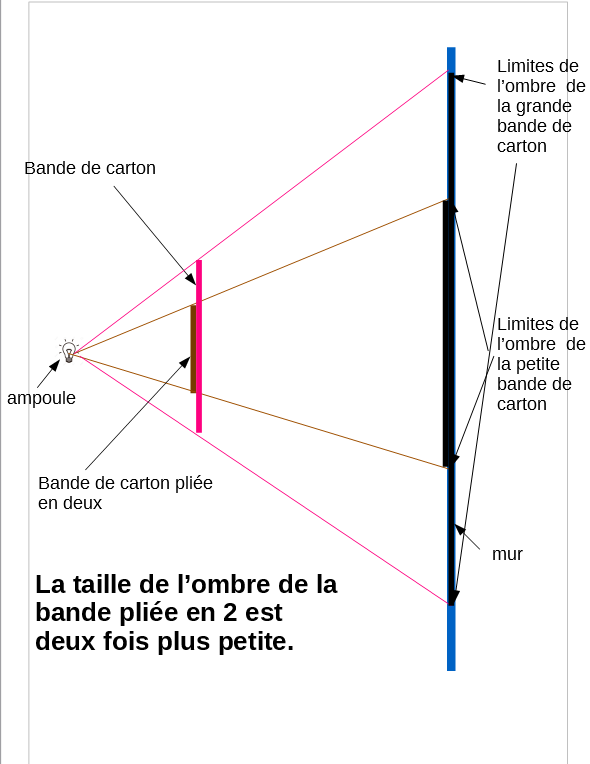 Limites de
l’ombre  de
la grande
bande de
carton
Bande de carton
Limites de
l’ombre  de
la petite
bande de
carton
ampoule
Bande de carton pliée
en deux
mur
La taille de l’ombre de la
bande pliée en 2 est
deux fois plus petite.